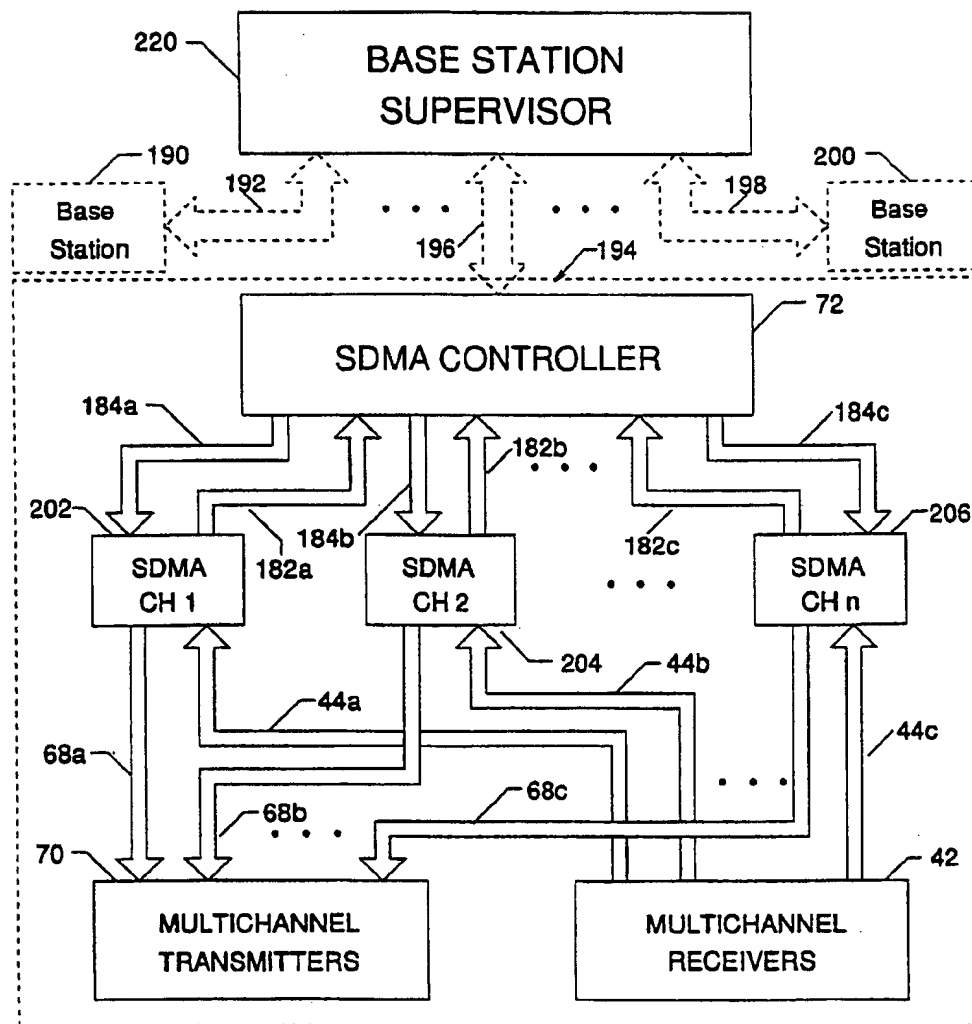 220
BASE STATION
SUPERVISOR
190
200
192
198
Base
Station
196
194
Base
Station
72
SDMA CONTROLLER
184a
184c
182b
202
206
182a
184b
182c
SDMA
CH 1
SDMA
CH 2
SDMA
CH n
204
44b
44a
44c
68a
68b
68c
70
42
MULTICHANNEL
TRANSMITTERS
MULTICHANNEL
RECEIVERS